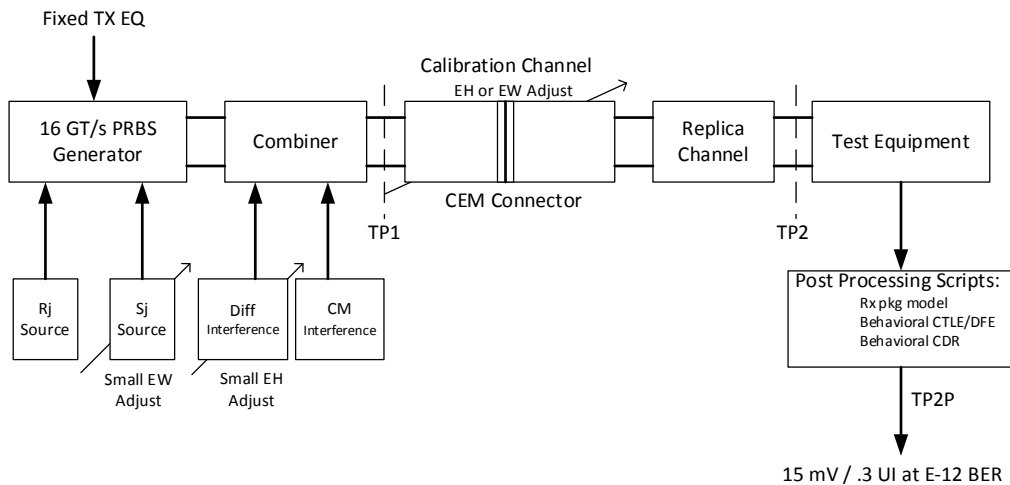 Fixed TX EQ
16 GT/s PRBS
Generator
Combiner
Calibration Channel
EH or EW Adjust
CEM Connector
TP1
Replica
Channel
TP2
Test Equipment
Rj
Source
Sj
Source
Diff
Interference
CM
Interference
Small EW
Adjust
Small EH
Adjust
Post Processing Scripts:
Rx pkg model
Behavioral CTLE/DFE
Behavioral CDR
TP2P
15 mV / .3 UI at E-12 BER